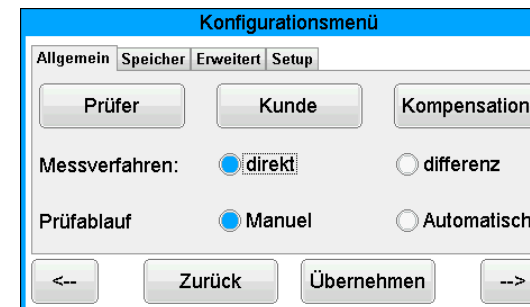 Konfigurationsmenü
Allgemein Speicher Erweitert Setup
Prüfer Kunde Kompensation
Messverfahren: direkt differenz
Prüfablauf Manuel Automatisch
<-- Zurück Übernehmen -->